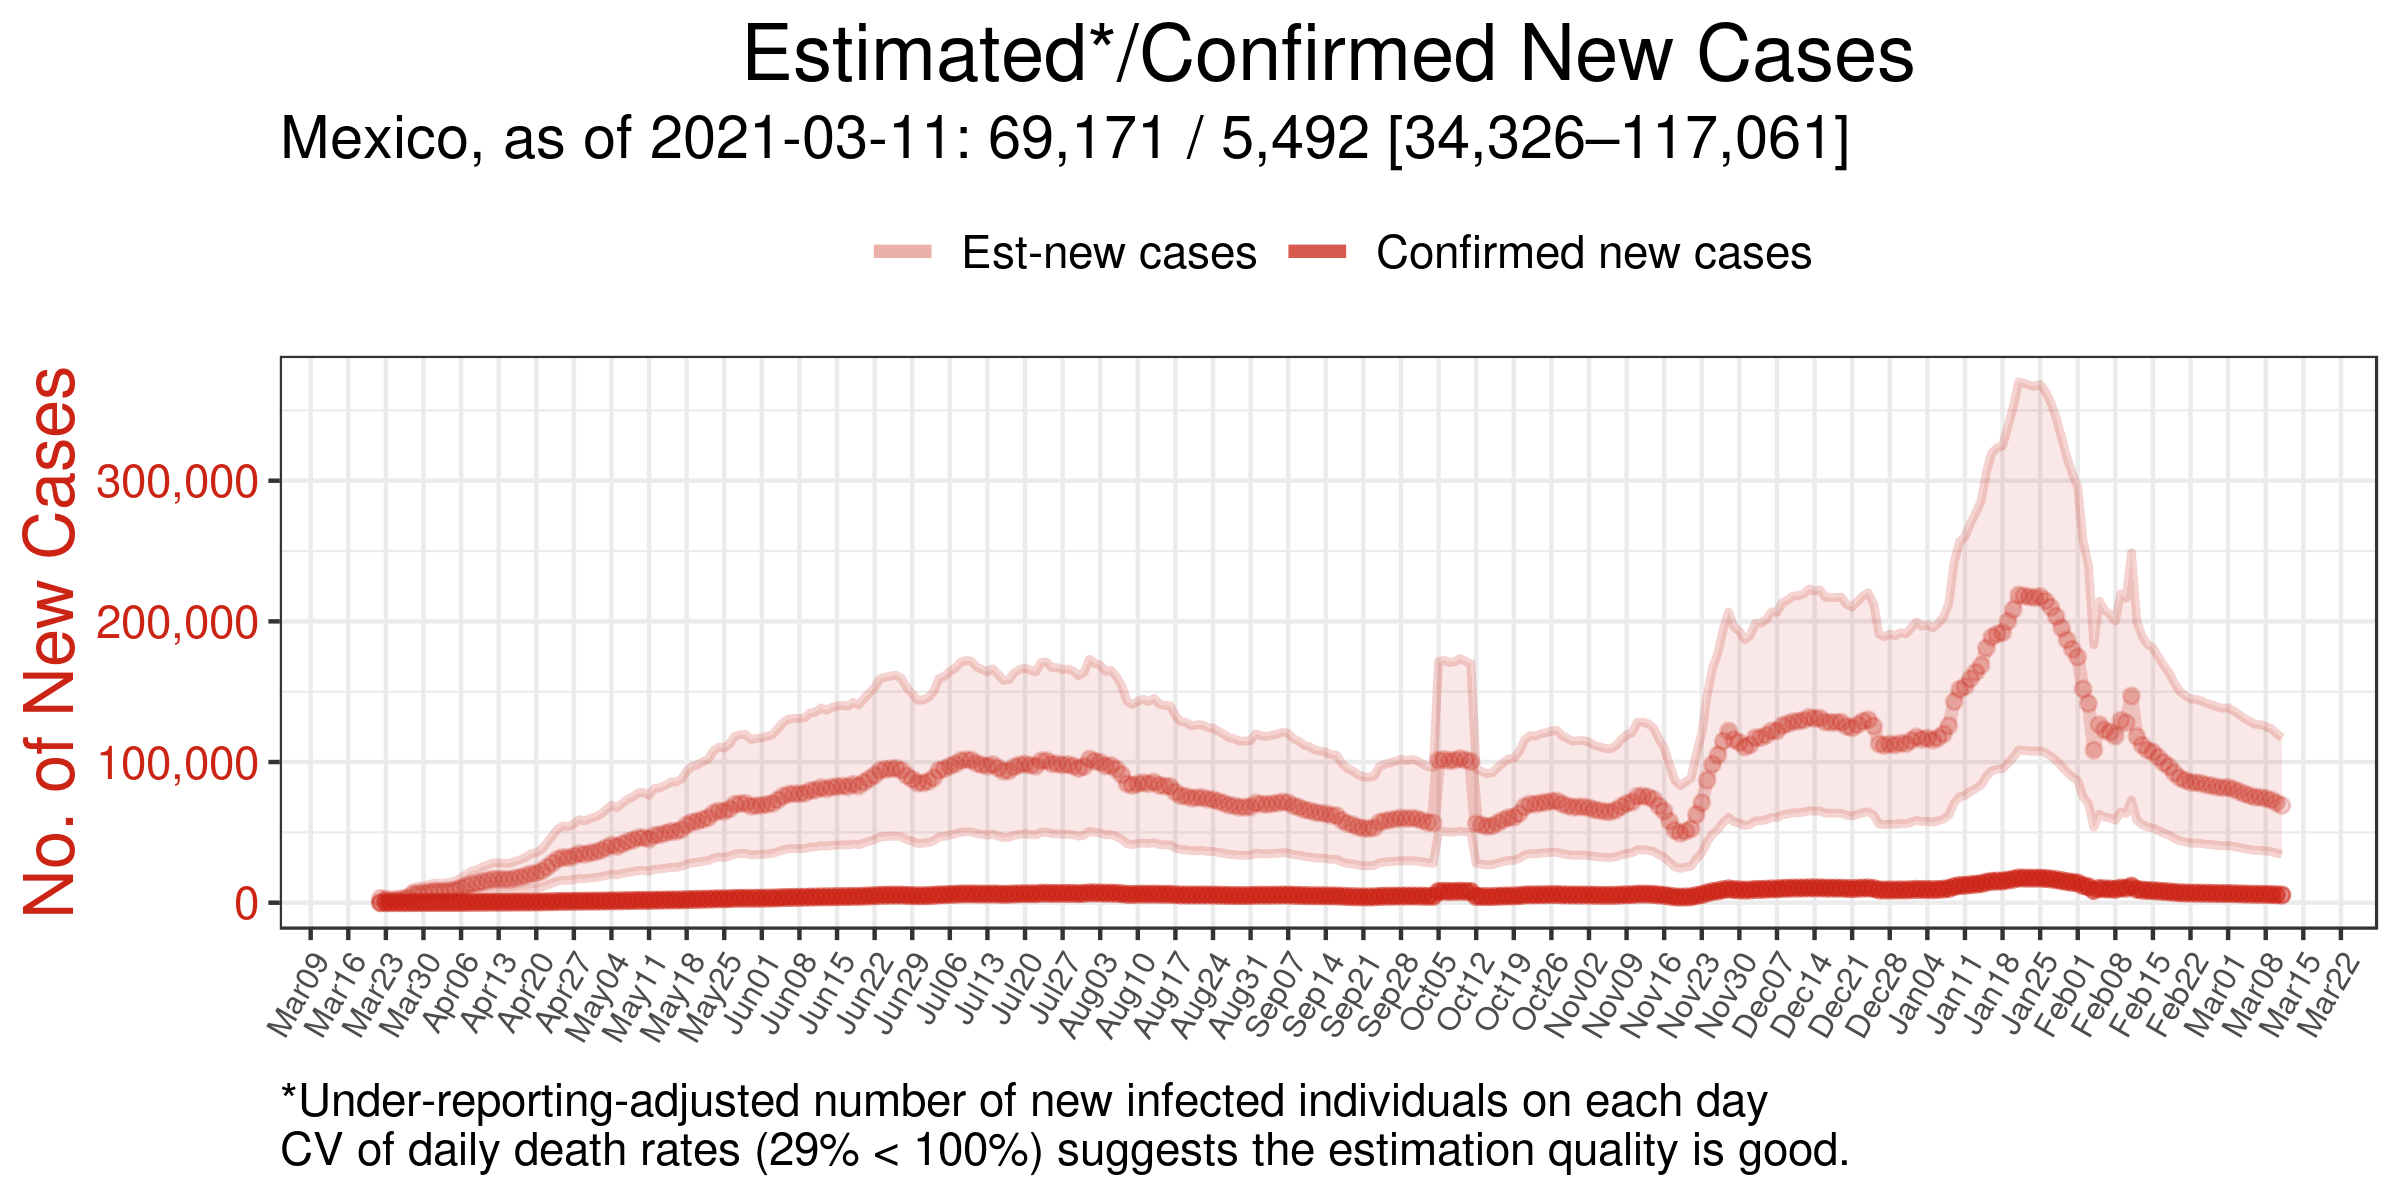 Estimated*/Confirmed New Cases
Mexico, as of 2021-03-11: 69,171 / 5,492 [34,326–117,061]
Est-new cases Confirmed new cases
No. of New Cases
300,000
200,000
100,000
0
Mar09 Mar16 Mar23 Mar30 Apr06 Apr13 Apr20 Apr27 May04 May11 May18 May25 Jun01 Jun08 Jun15 Jun22 Jun29 Jul06 Jul13 Jul20 Jul27 Aug03 Aug10 Aug17 Aug24 Aug31 Sep07 Sep14 Sep21 Sep28 Oct05 Oct12 Oct19 Oct26 Nov02 Nov09 Nov16 Nov23 Nov30 Dec07 Dec14 Dec21 Dec28 Jan04 Jan11 Jan18 Jan25 Feb01 Feb08 Feb15 Feb22 Mar01 Mar08 Mar15 Mar22
*Under-reporting-adjusted number of new infected individuals on each day
CV of daily death rates (29% < 100%) suggests the estimation quality is good.